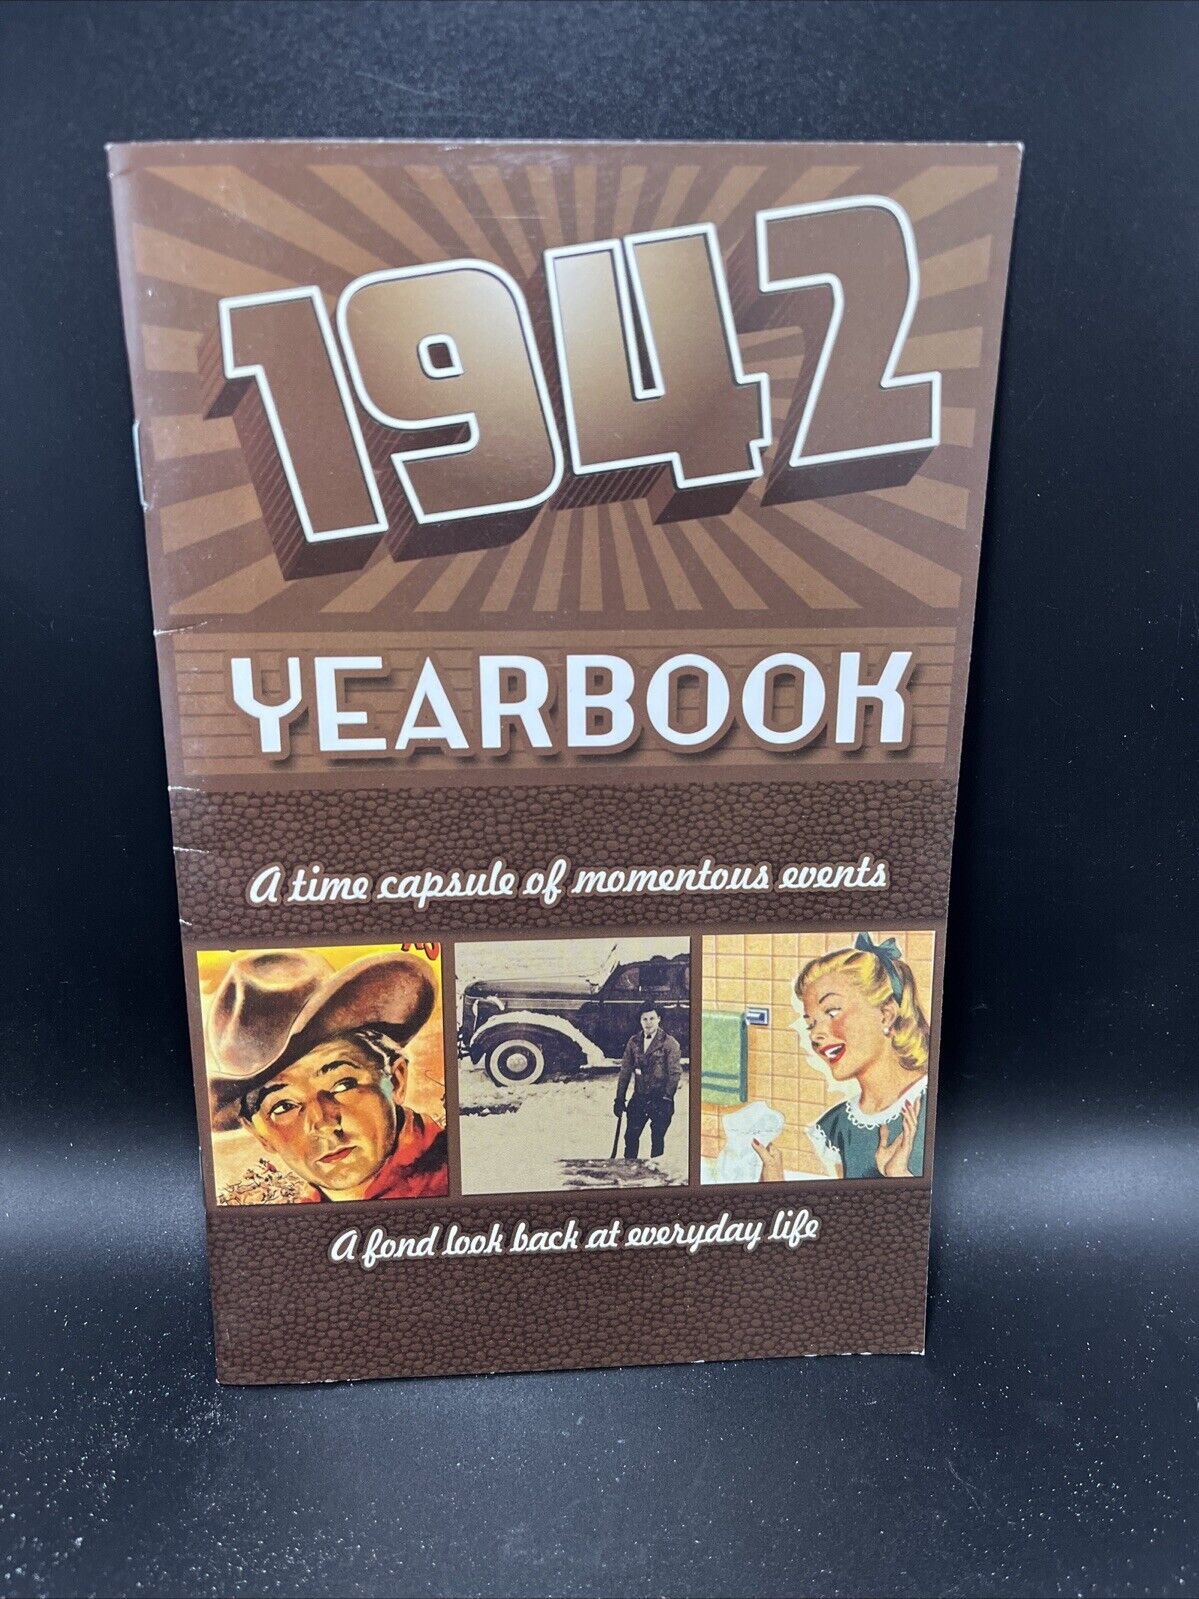 1942
YEARBOOK
A time capsule of momentous events
A fond look back at everyday life